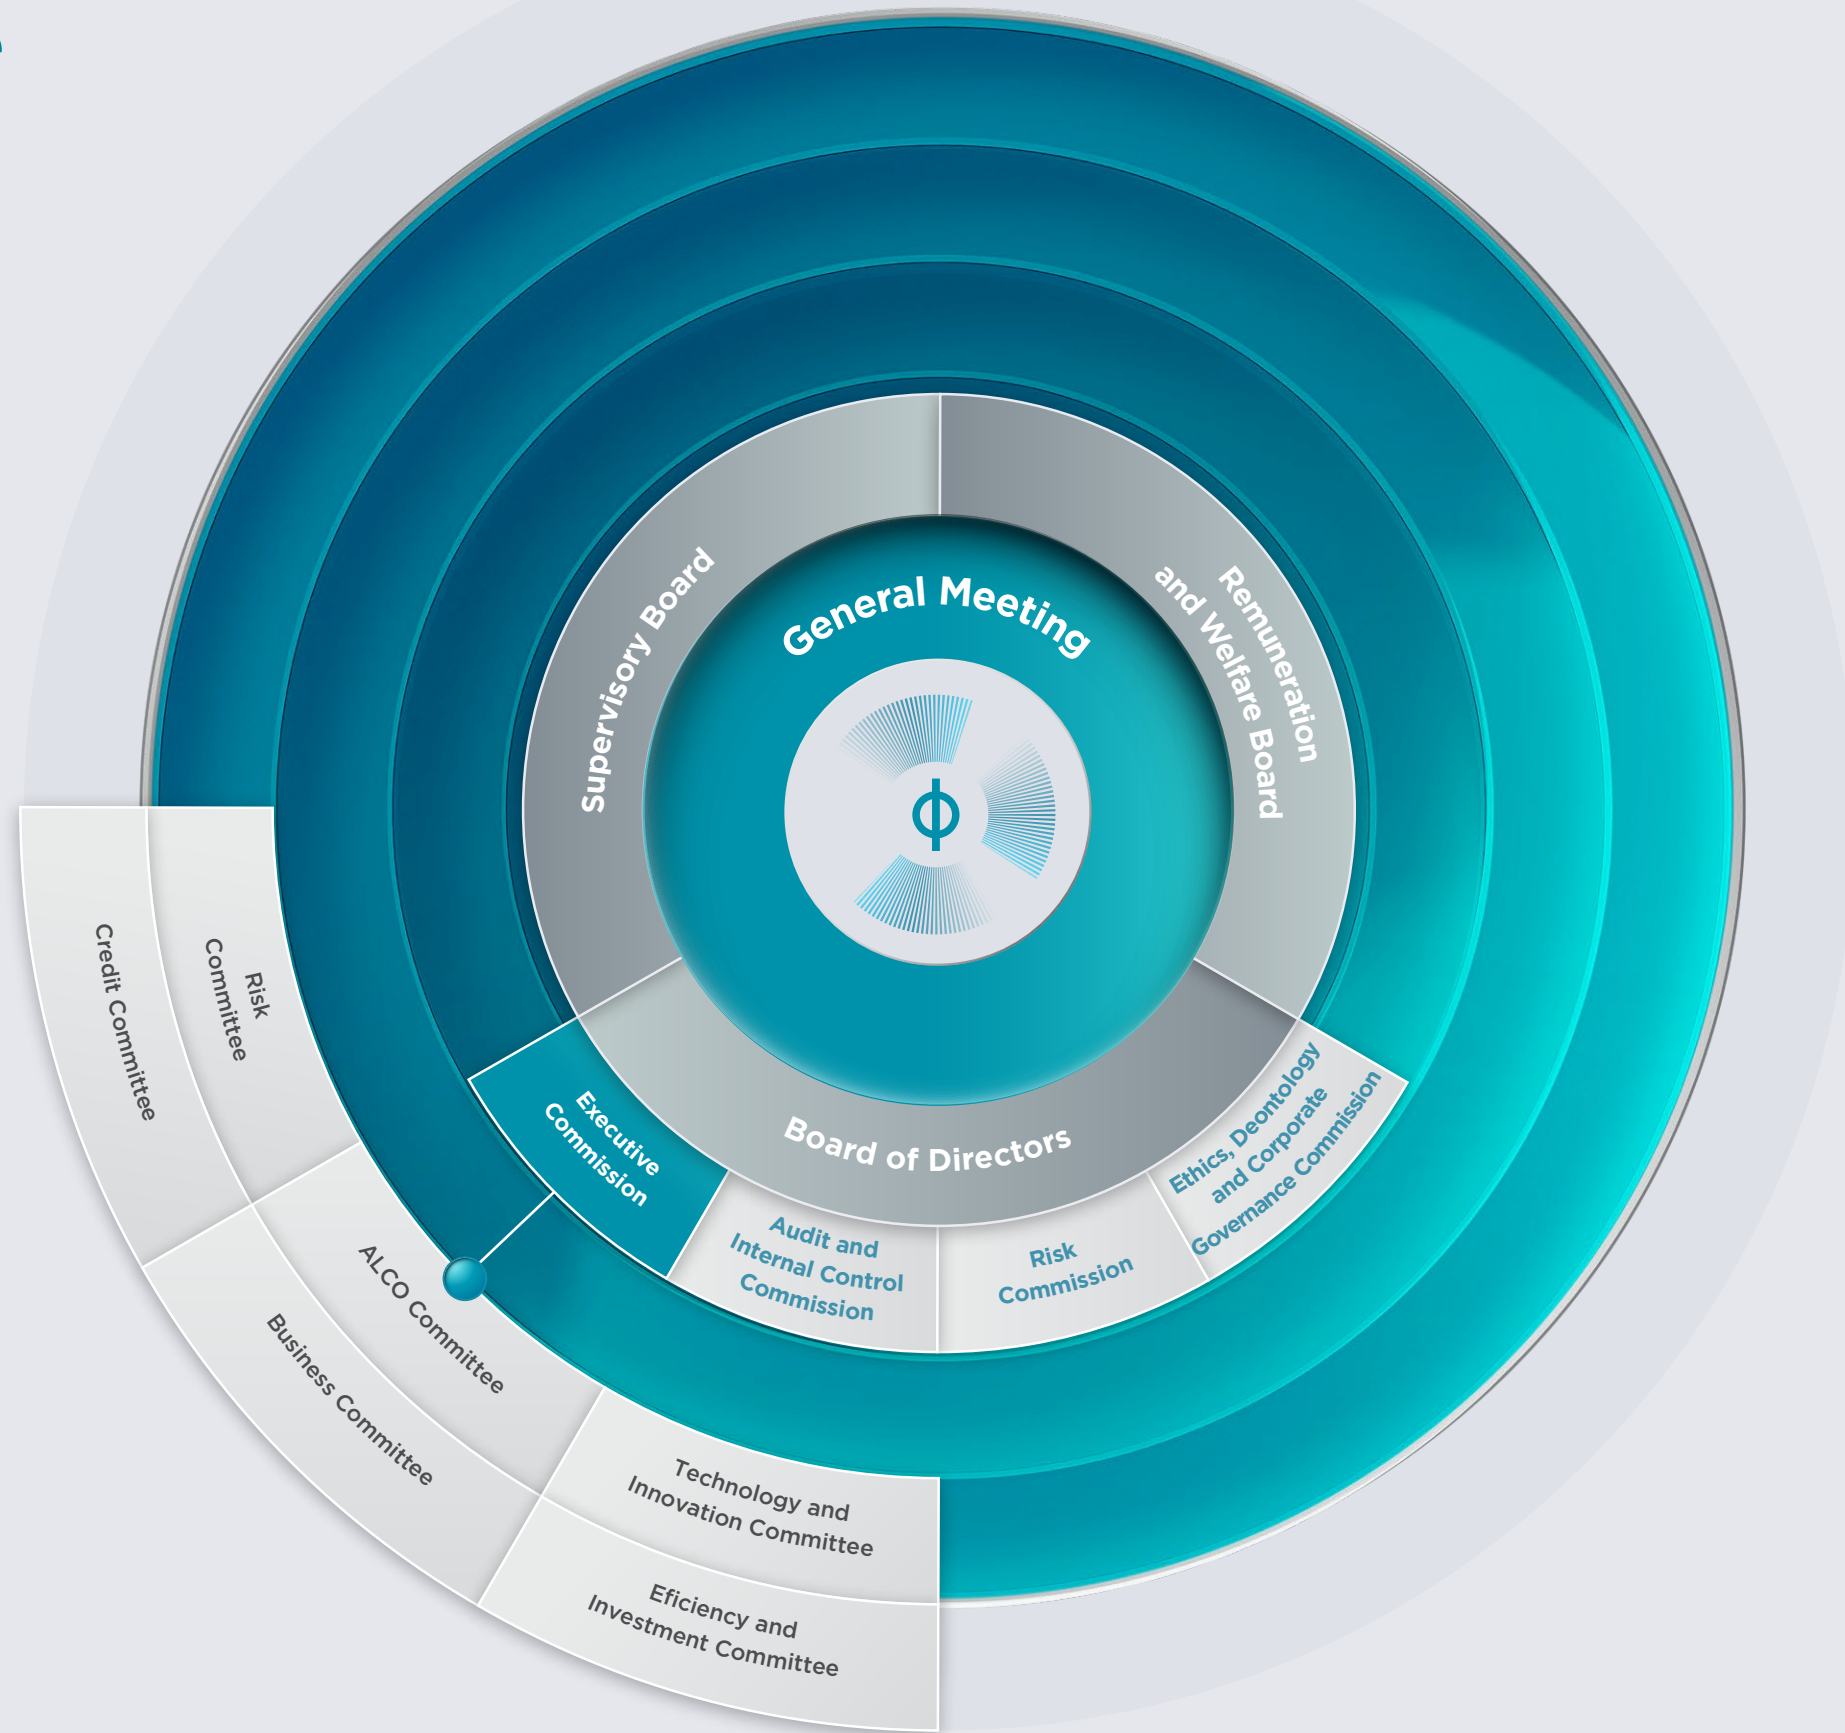 General Meeting
Supervisory Board
Remuneration
and Welfare Board
Board of Directors
Executive
Commission
Audit and
Internal Control
Commission
Risk
Commission
Ethics, Deontology
and Corporate
Governance Commission
Risk
Committee
Credit Committee
ALCO Committee
Business Committee
Technology and
Innovation Committee
Eficiency and
Investment Committee